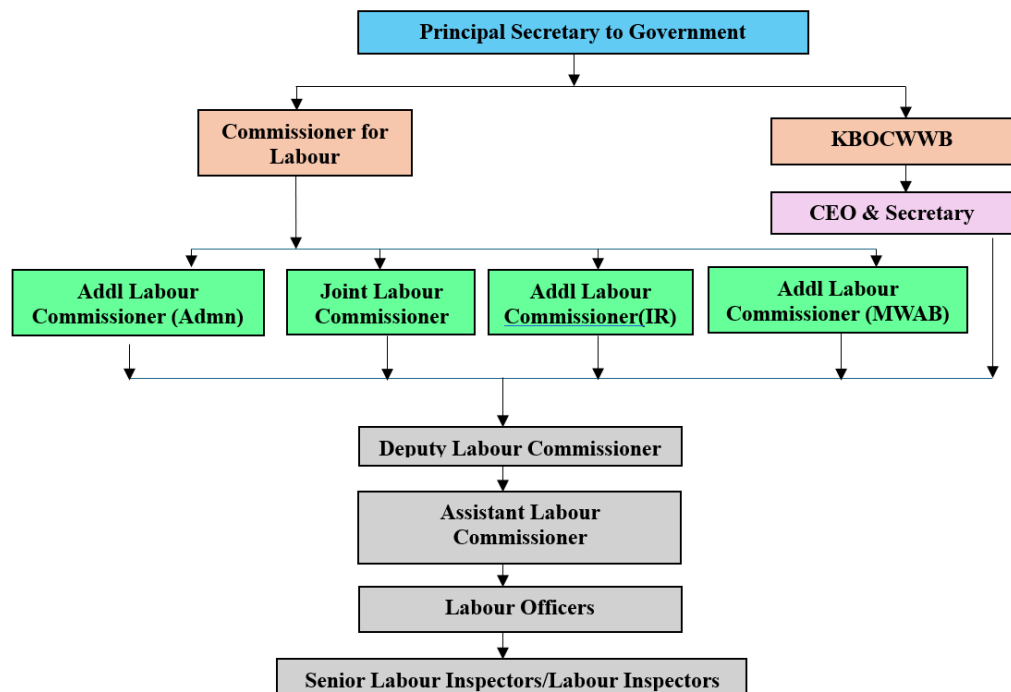 Principal Secretary to Government
Commissioner for
Labour
KBOCWWB
CEO & Secretary
Addl Labour
Commissioner (Admn)
Joint Labour
Commissioner
Addl Labour
Commissioner(IR)
Addl Labour
Commissioner (MWAB)
Deputy Labour Commissioner
Assistant Labour
Commissioner
Labour Officers
Senior Labour Inspectors/Labour Inspectors